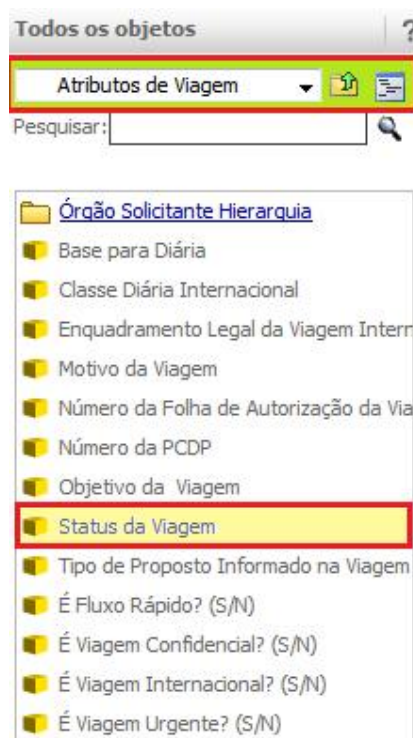 Todos os objetos ?
Atributos de Viagem
Pesquisar:
Órgão Solicitante Hierarquia
Base para Diária
Classe Diária Internacional
Enquadramento Legal da Viagem Intern
Motivo da Viagem
Número da Folha de Autorização da Via
Número da PCDP
Objetivo da Viagem
Status da Viagem
Tipo de Proposto Informado na Viagem
É Fluxo Rápido? (S/N)
É Viagem Confidencial? (S/N)
É Viagem Internacional? (S/N)
É Viagem Urgente? (S/N)